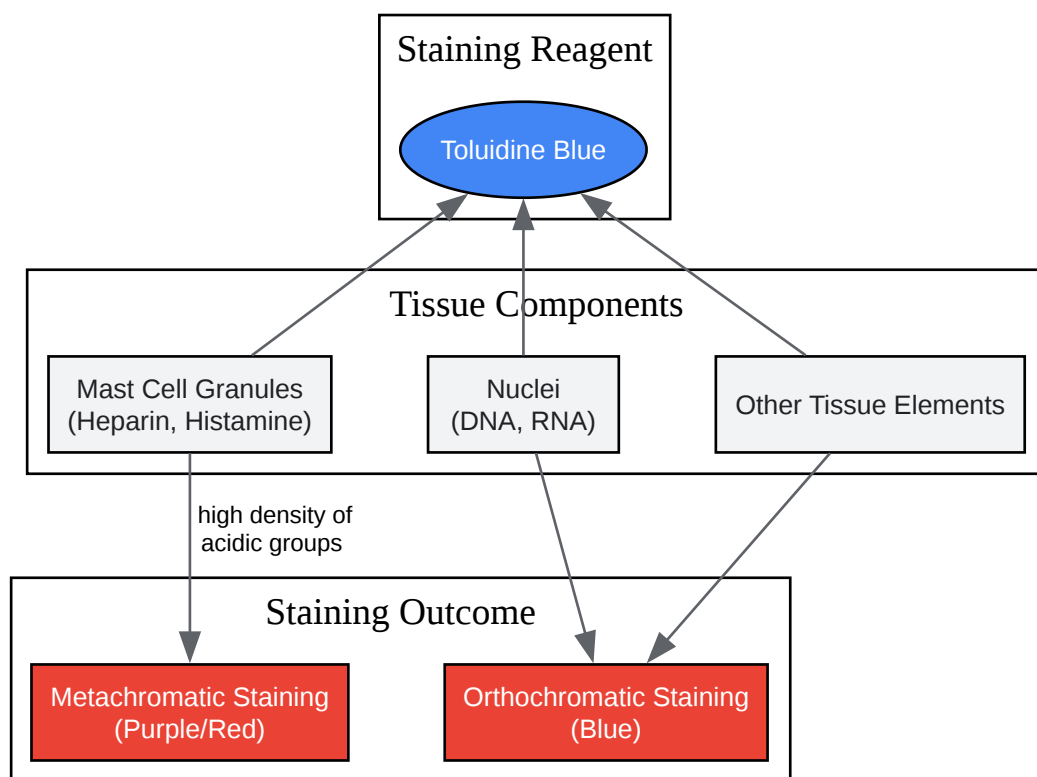 Staining Reagent
Toluidine Blue
Tissue Components
Mast Cell Granules
(Heparin, Histamine)
Nuclei
(DNA, RNA)
Other Tissue Elements
high density of
acidic groups
Staining Outcome
Metachromatic Staining
(Purple/Red)
Orthochromatic Staining
(Blue)